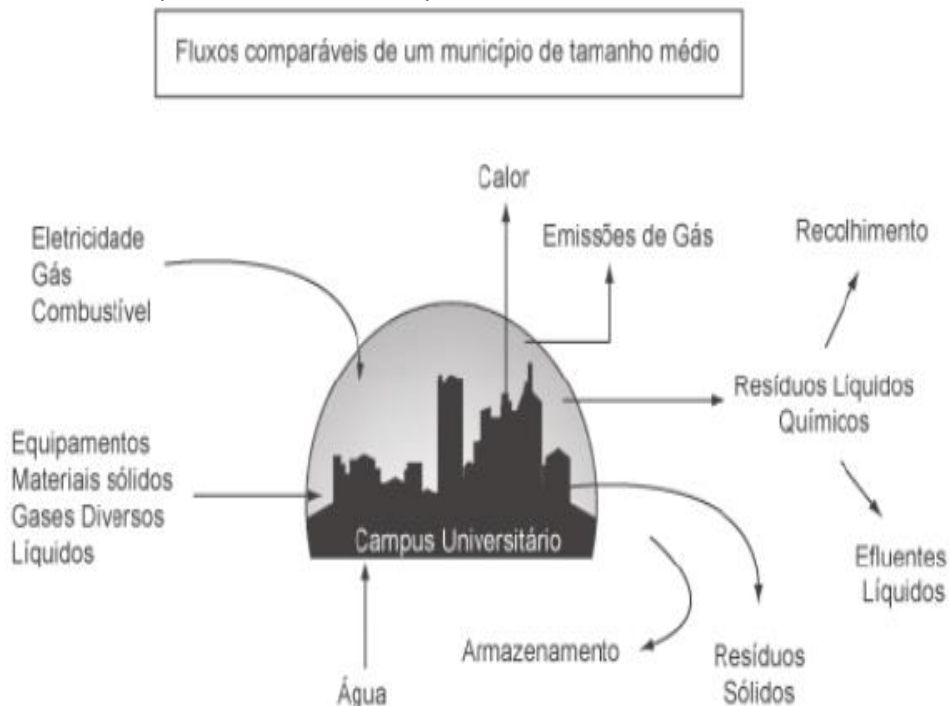 Fluxos comparáveis de um município de tamanho médio
Calor
Emissões de Gás
Recolhimento
Eletricidade
Gás
Combustível
Resíduos Líquidos
Químicos
Equipamentos
Materiais sólidos
Gases Diversos
Líquidos
Campus Universitário
Efluentes
Líquidos
Armazenamento
Resíduos
Sólidos
Água